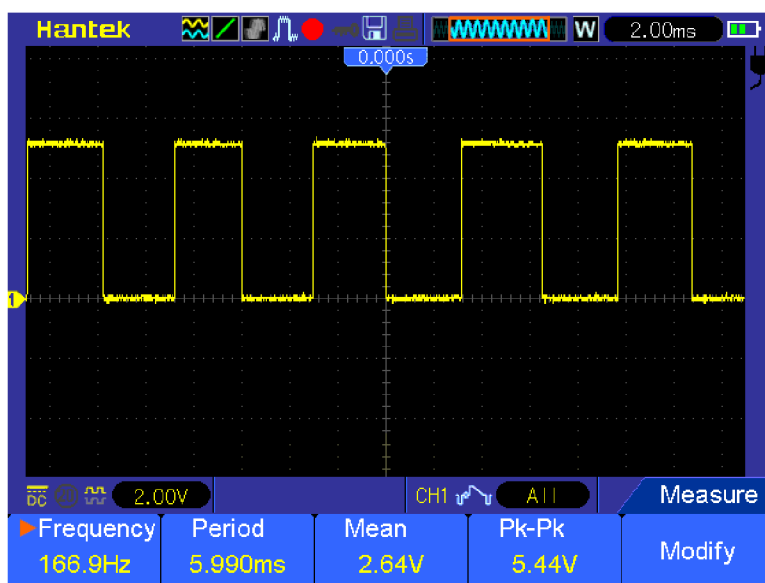 Hantek W 2.00ms
0.000s
1
DC 2.00V CH1 All Measure
Frequency Period Mean Pk-Pk Modify
166.9Hz 5.990ms 2.64V 5.44V